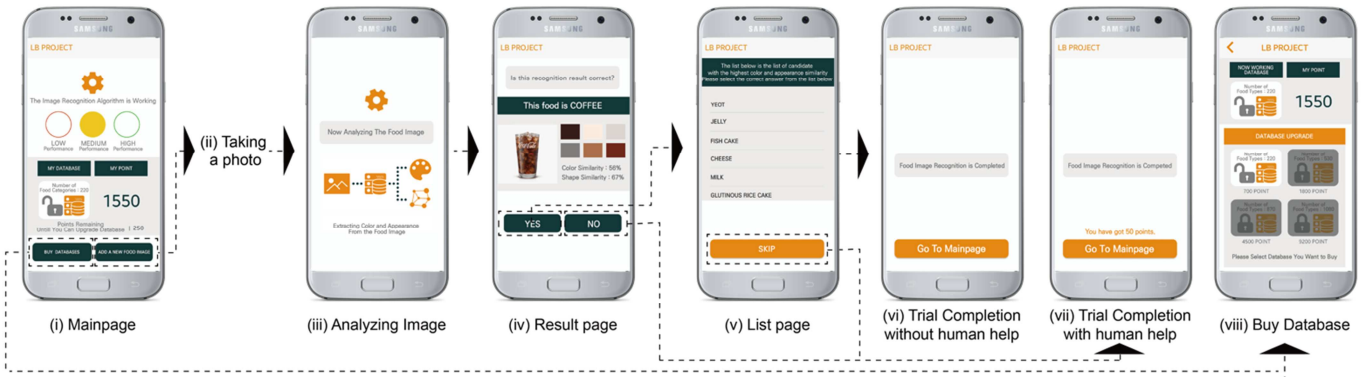 SAMSUNG
LB PROJECT
The Image Recognition Algorithm is Working
LOW
Performance
MEDIUM
Performance
HIGH
Performance
MY DATABASE
MY POINT
Number of
Food Categories : 220
1550
Points Remaining
Until You Can Upgrade Database : 250
BUY DATABASES
ADD A NEW FOOD IMAGE
(i) Mainpage
(ii) Taking
a photo
SAMSUNG
Now Analyzing The Food Image
Extracting Color and Appearance
From the Food Image
(iii) Analyzing Image
SAMSUNG
LB PROJECT
Is this recognition result correct?
This food is COFFEE
Color Similarity : 56%
Shape Similarity : 67%
YES
NO
(iv) Result page
SAMSUNG
LB PROJECT
The list below is the list of candidate
with the highest color and appearance similarity
Please select the correct answer from the list below
YEOT
JELLY
FISH CAKE
CHEESE
MILK
GLUTINOUS RICE CAKE
SKIP
(v) List page
SAMSUNG
LB PROJECT
Food Image Recognition is Completed
Go To Mainpage
(vi) Trial Completion
without human help
SAMSUNG
LB PROJECT
Food Image Recognition is Competed
You have got 50 points.
Go To Mainpage
(vii) Trial Completion
with human help
SAMSUNG
LB PROJECT
NOW WORKING
DATABASE
MY POINT
Number of
Food Types : 220
1550
DATABASE UPGRADE
Number of
Food Types : 220
700 POINT
1800 POINT
4500 POINT
5200 POINT
Please Select Database You Want to Buy
(viii) Buy Database